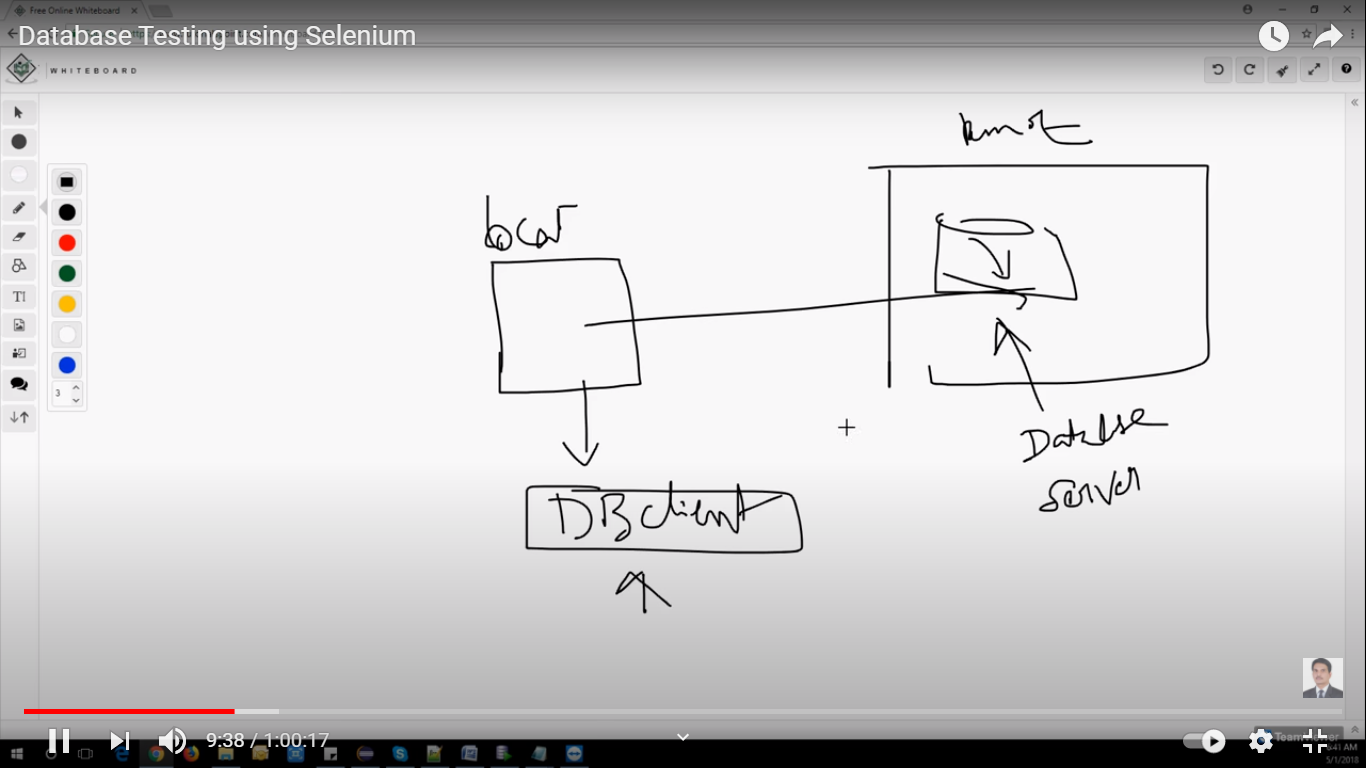 Free Online Whiteboard
Database Testing using Selenium
WHITEBOARD
TI
3
local
DB client
Database
Server
9:38 / 1:00:17
TeamViewer
5/1/2018